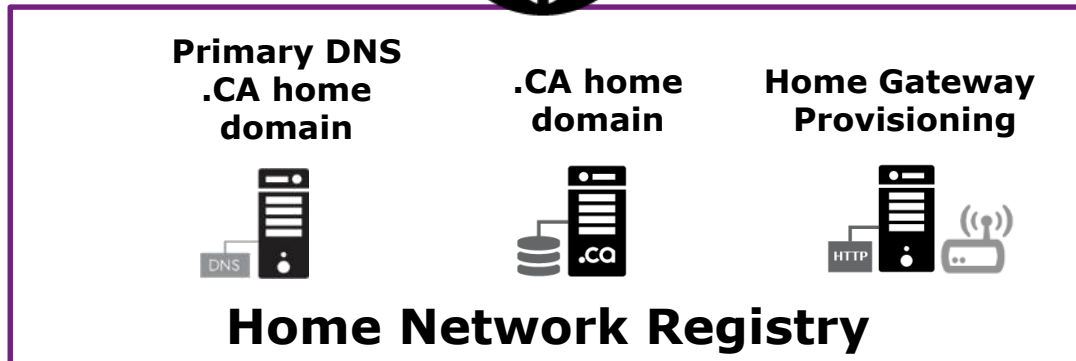 Primary DNS
.CA home
domain
.CA home
domain
Home Gateway
Provisioning
DNS
.ca
HTTP
Home Network Registry